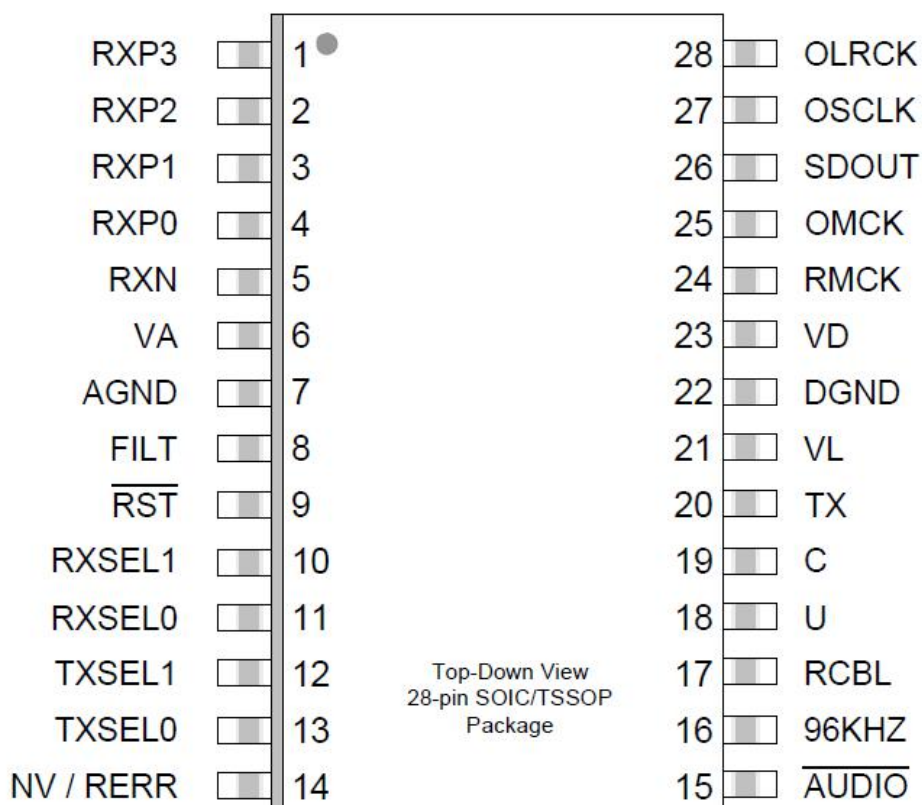 RXP3 1 28 OLRCK
RXP2 2 27 OSCLK
RXP1 3 26 SDOUT
RXP0 4 25 OMCK
RXN 5 24 RMCK
VA 6 23 VD
AGND 7 22 DGND
FILT 8 21 VL
RST 9 20 TX
RXSEL1 10 19 C
RXSEL0 11 18 U
TXSEL1 12 Top-Down View 17 RCBL
28-pin SOIC/TSSOP
TXSEL0 13 Package 16 96KHZ
NV / RERR 14 15 AUDIO